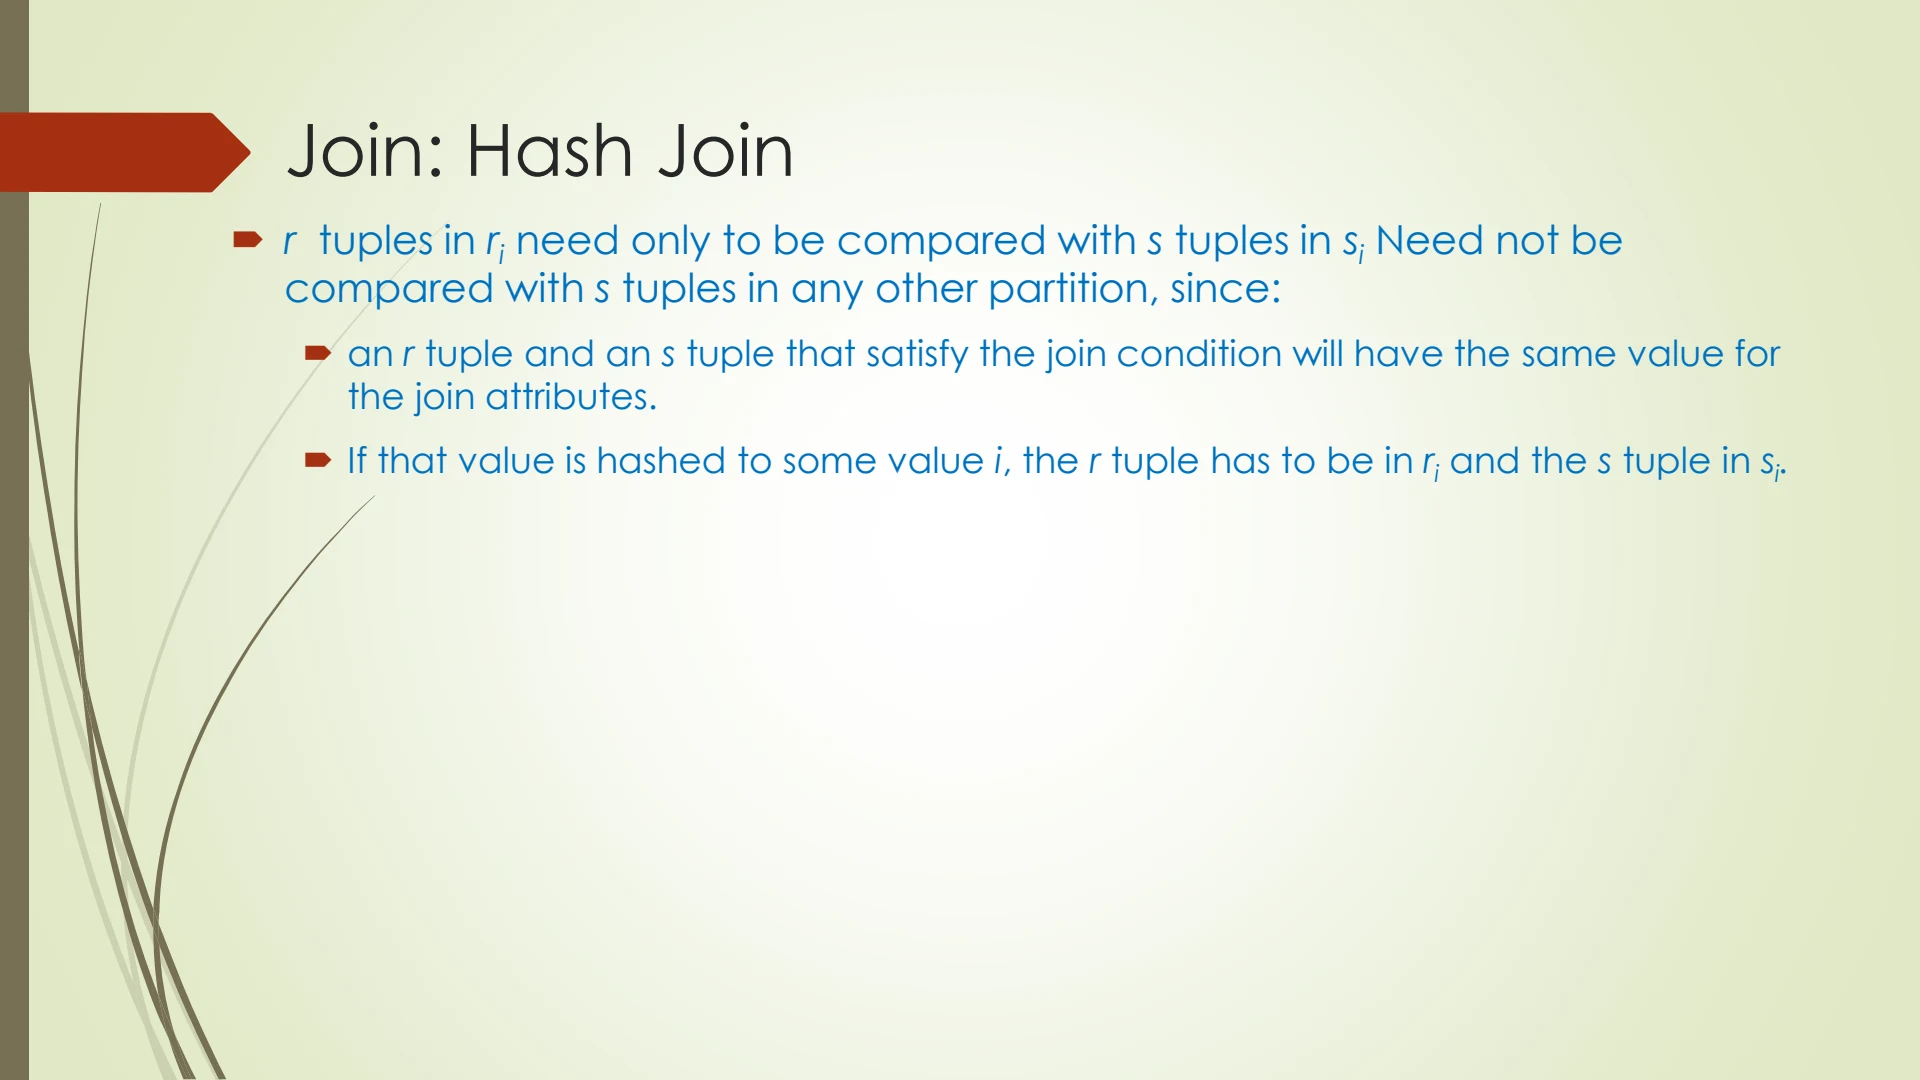 Join: Hash Join
r tuples in rᵢ need only to be compared with s tuples in sᵢ Need not be
compared with s tuples in any other partition, since:
an r tuple and an s tuple that satisfy the join condition will have the same value for
the join attributes.
If that value is hashed to some value i, the r tuple has to be in rᵢ and the s tuple in sᵢ.